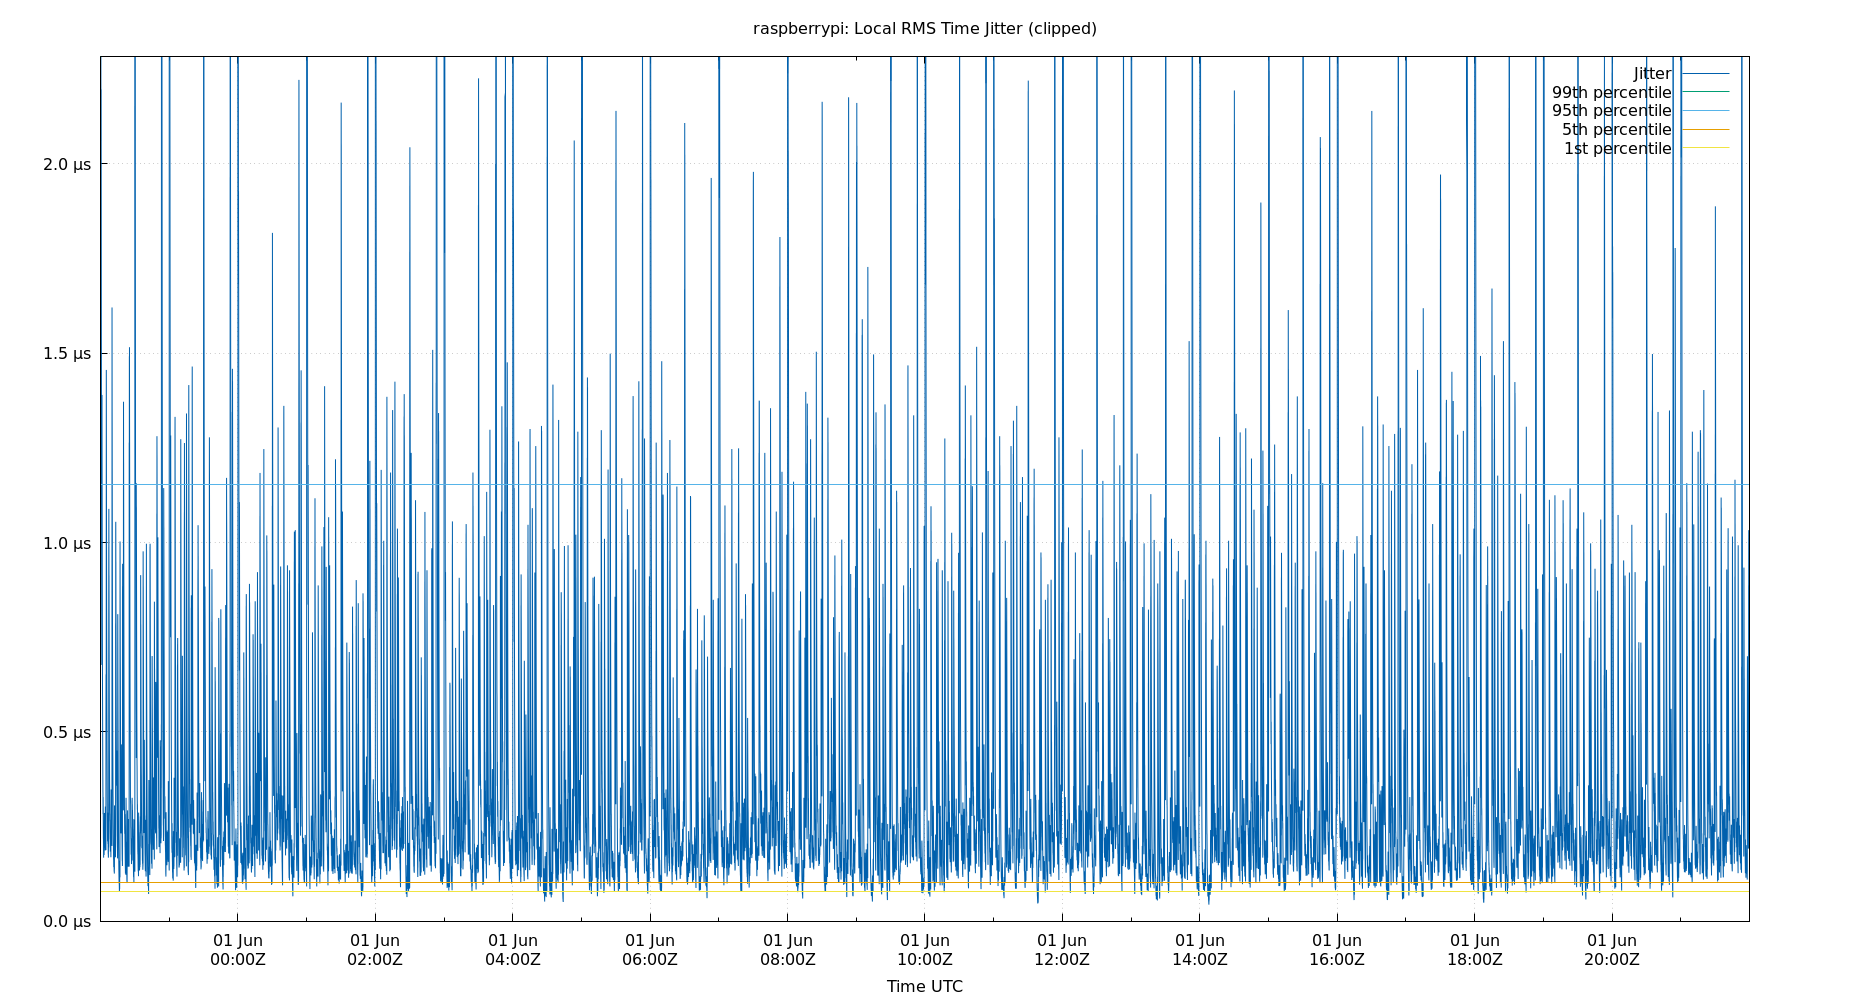 raspberrypi: Local RMS Time Jitter (clipped)
Jitter
99th percentile
95th percentile
5th percentile
1st percentile
2.0 µs
1.5 µs
1.0 µs
0.5 µs
0.0 µs
01 Jun 01 Jun 01 Jun 01 Jun 01 Jun 01 Jun 01 Jun 01 Jun 01 Jun 01 Jun 01 Jun
00:00Z 02:00Z 04:00Z 06:00Z 08:00Z 10:00Z 12:00Z 14:00Z 16:00Z 18:00Z 20:00Z
Time UTC